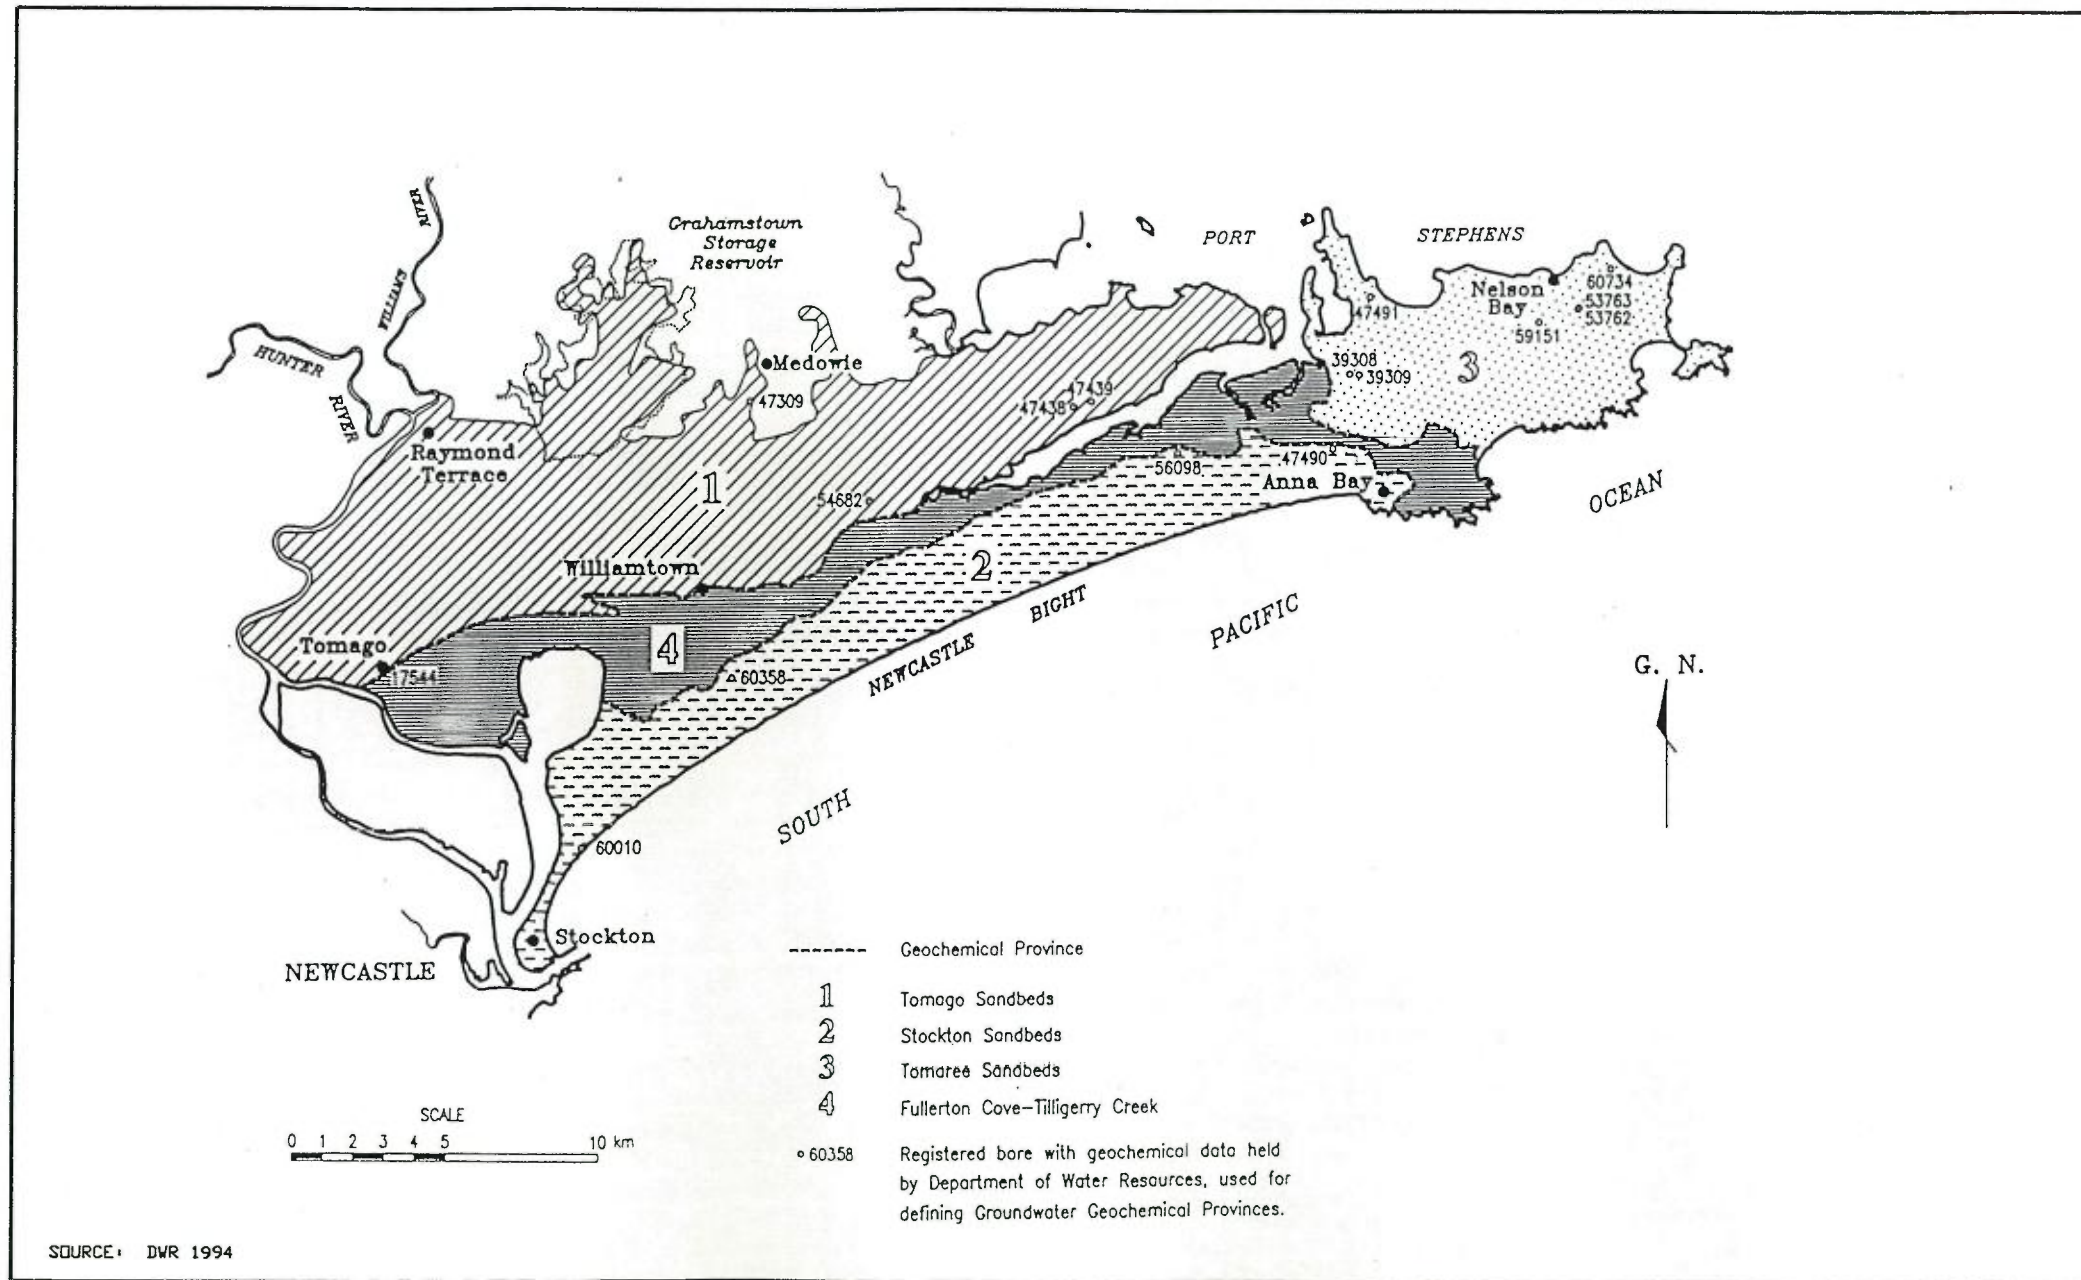 RIVER
WILLIAMS
HUNTER
RIVER
Grahamstown
Storage
Reservoir
PORT
STEPHENS
Nelson
Bay
60734
53763
53762
59151
47491
39308
39309
3
Medowie
47309
47439
47438
Raymond
Terrace
1
54682
56098
47490
Anna Bay
OCEAN
Williamtown
2
BIGHT
NEWCASTLE
PACIFIC
Tomago
17544
4
60358
G. N.
SOUTH
60010
Stockton
NEWCASTLE
Geochemical Province
1 Tomago Sandbeds
2 Stockton Sandbeds
3 Tomaree Sandbeds
4 Fullerton Cove-Tilligerry Creek
60358 Registered bore with geochemical data held
by Department of Water Resources, used for
defining Groundwater Geochemical Provinces.
SCALE
0 1 2 3 4 5 10 km
SOURCE: DWR 1994